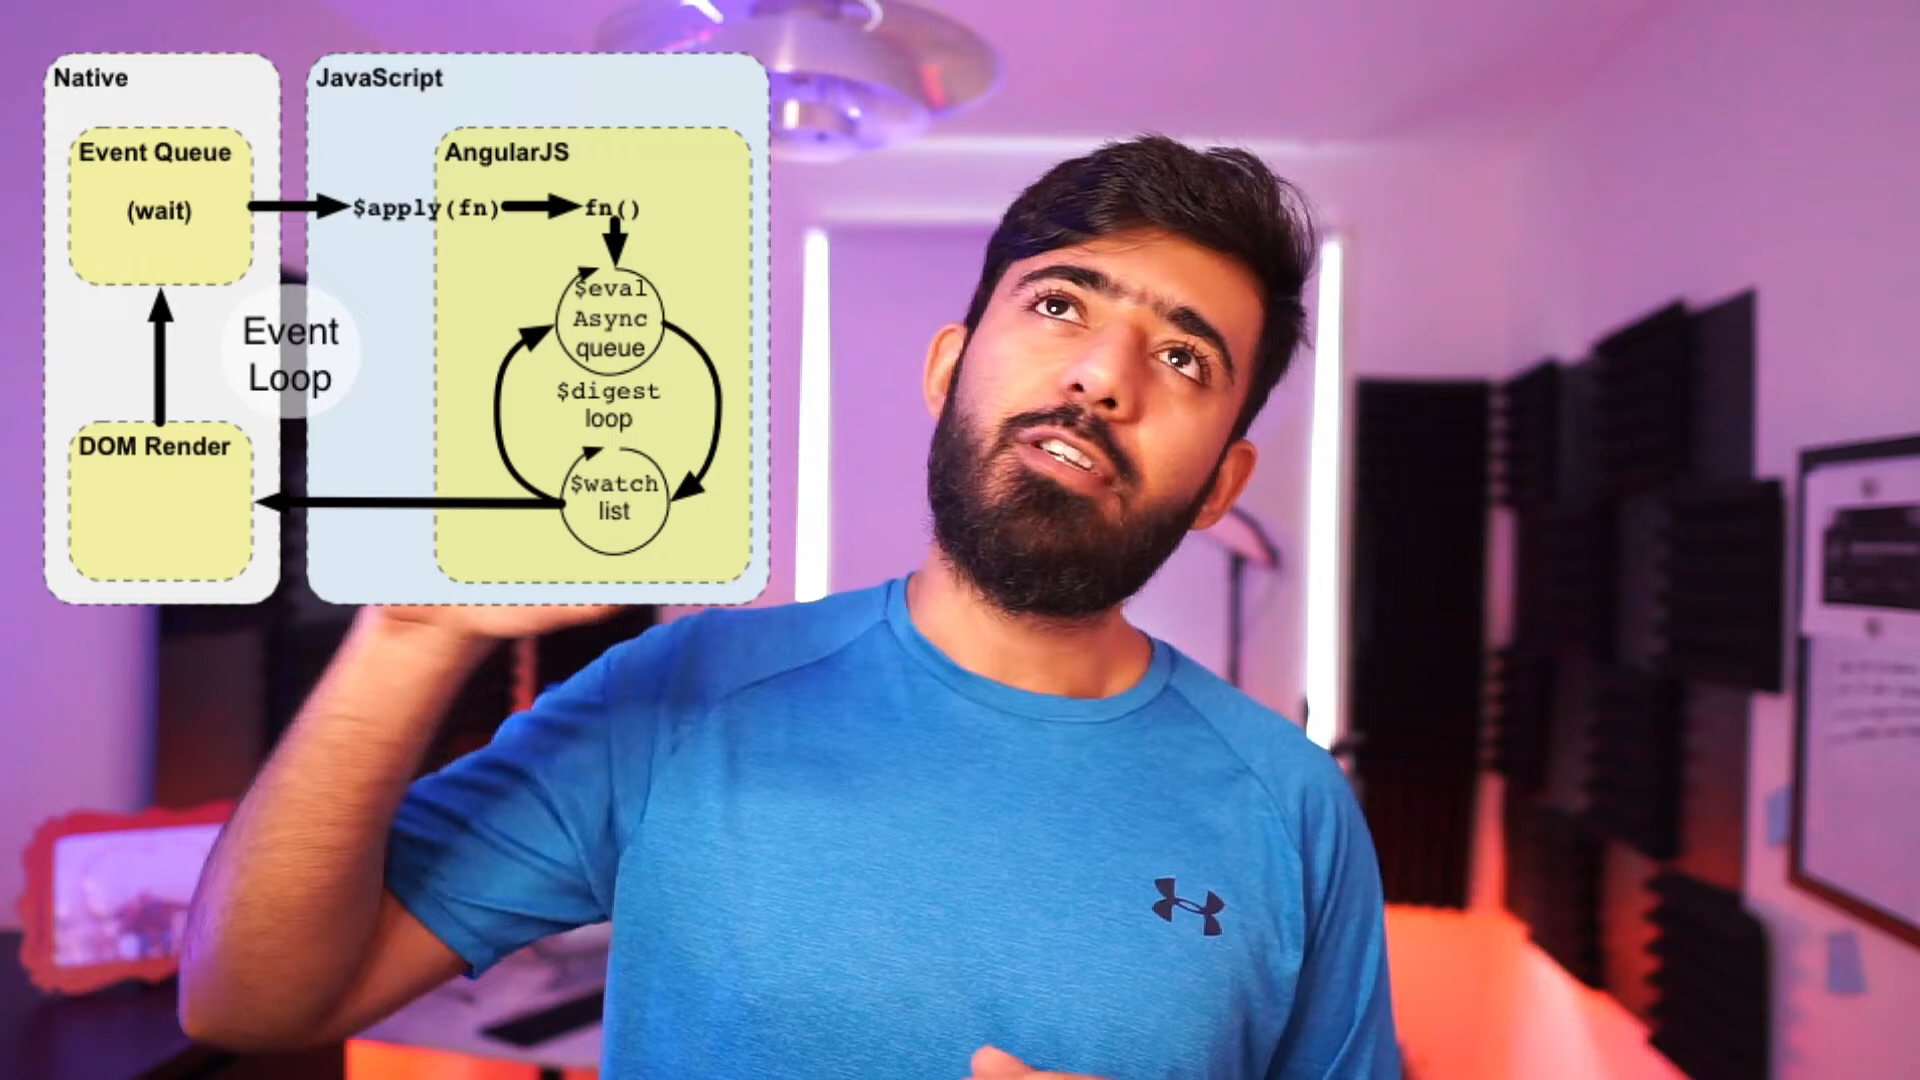 Native
Event Queue
(wait)
Event
Loop
DOM Render
JavaScript
AngularJS
$apply(fn)
fn()
$eval
Async
queue
$digest
loop
$watch
list